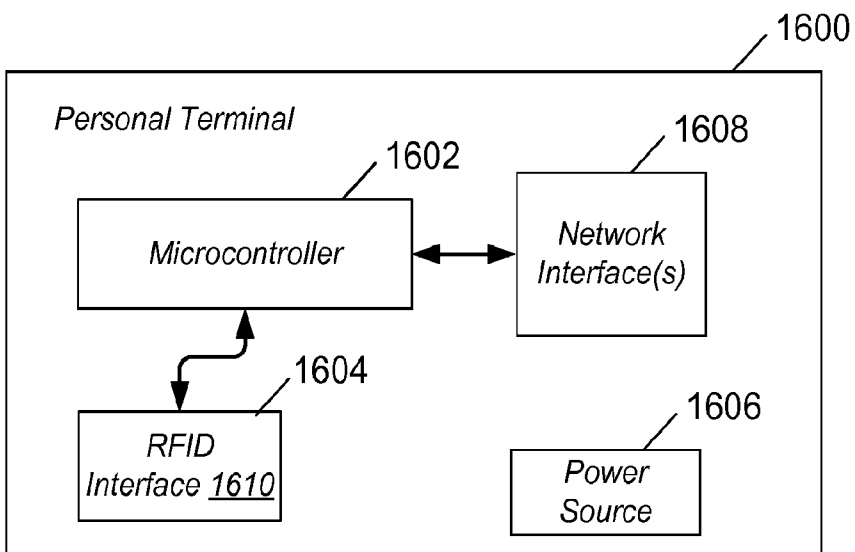 1600
Personal Terminal
1602
1608
Microcontroller
Network
Interface(s)
1604
RFID
Interface 1610
1606
Power
Source